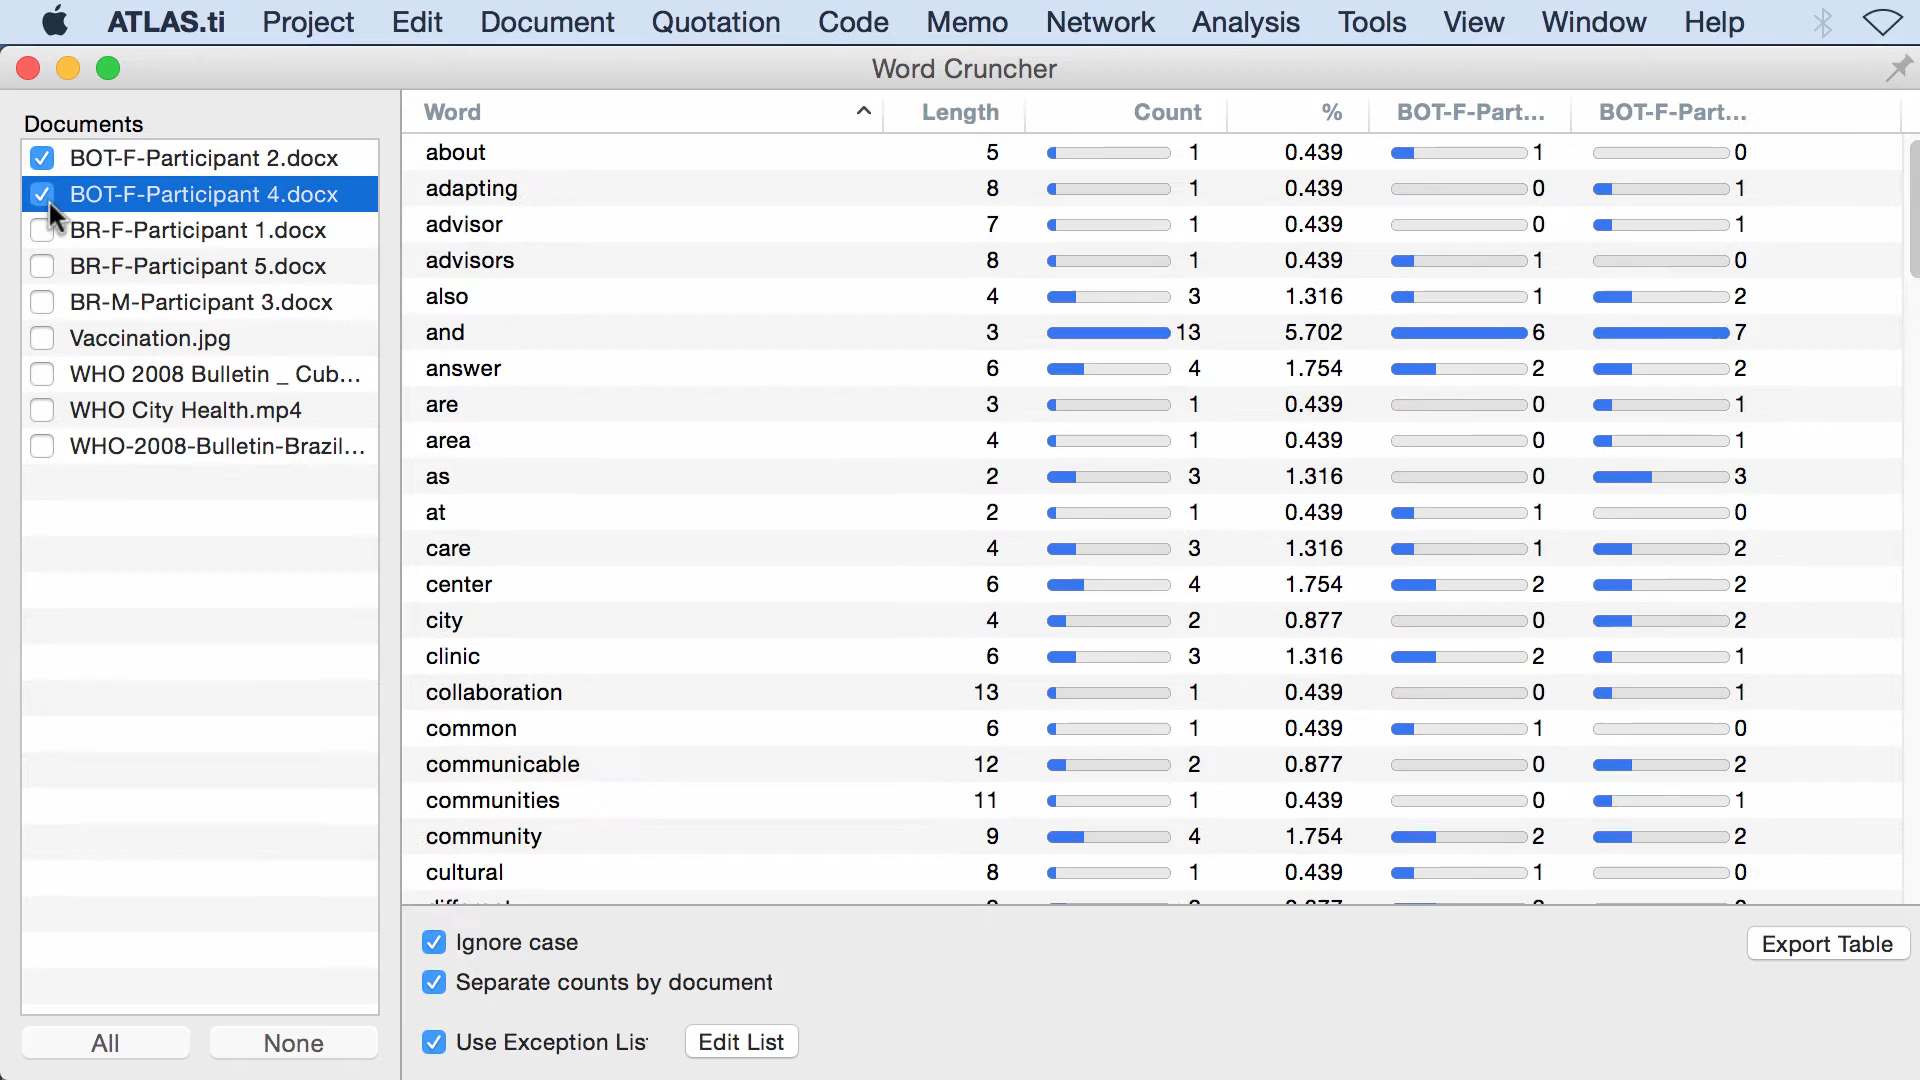 ATLAS.ti Project Edit Document Quotation Code Memo Network Analysis Tools View Window Help
Word Cruncher
Documents
BOT-F-Participant 2.docx
BOT-F-Participant 4.docx
BR-F-Participant 1.docx
BR-F-Participant 5.docx
BR-M-Participant 3.docx
Vaccination.jpg
WHO 2008 Bulletin _ Cub...
WHO City Health.mp4
WHO-2008-Bulletin-Brazil...
All None
Word Length Count % BOT-F-Part... BOT-F-Part...
about 5 1 0.439 1 0
adapting 8 1 0.439 0 1
advisor 7 1 0.439 0 1
advisors 8 1 0.439 1 0
also 4 3 1.316 1 2
and 3 13 5.702 6 7
answer 6 4 1.754 2 2
are 3 1 0.439 0 1
area 4 1 0.439 0 1
as 2 3 1.316 0 3
at 2 1 0.439 1 0
care 4 3 1.316 1 2
center 6 4 1.754 2 2
city 4 2 0.877 0 2
clinic 6 3 1.316 2 1
collaboration 13 1 0.439 0 1
common 6 1 0.439 1 0
communicable 12 2 0.877 0 2
communities 11 1 0.439 0 1
community 9 4 1.754 2 2
cultural 8 1 0.439 1 0
Ignore case
Separate counts by document
Use Exception Lis
Edit List
Export Table